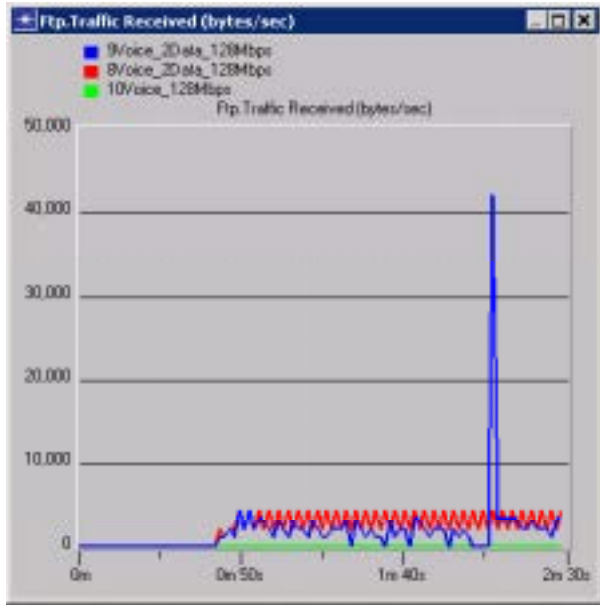 Ftp.Traffic Received (bytes/sec)
9Voice_2Data_128Mbps
8Voice_2Data_128Mbps
10Voice_128Mbps
Ftp.Traffic Received (bytes/sec)
50,000
40,000
30,000
20,000
10,000
0
0m 0m 50s 1m 40s 2m 30s